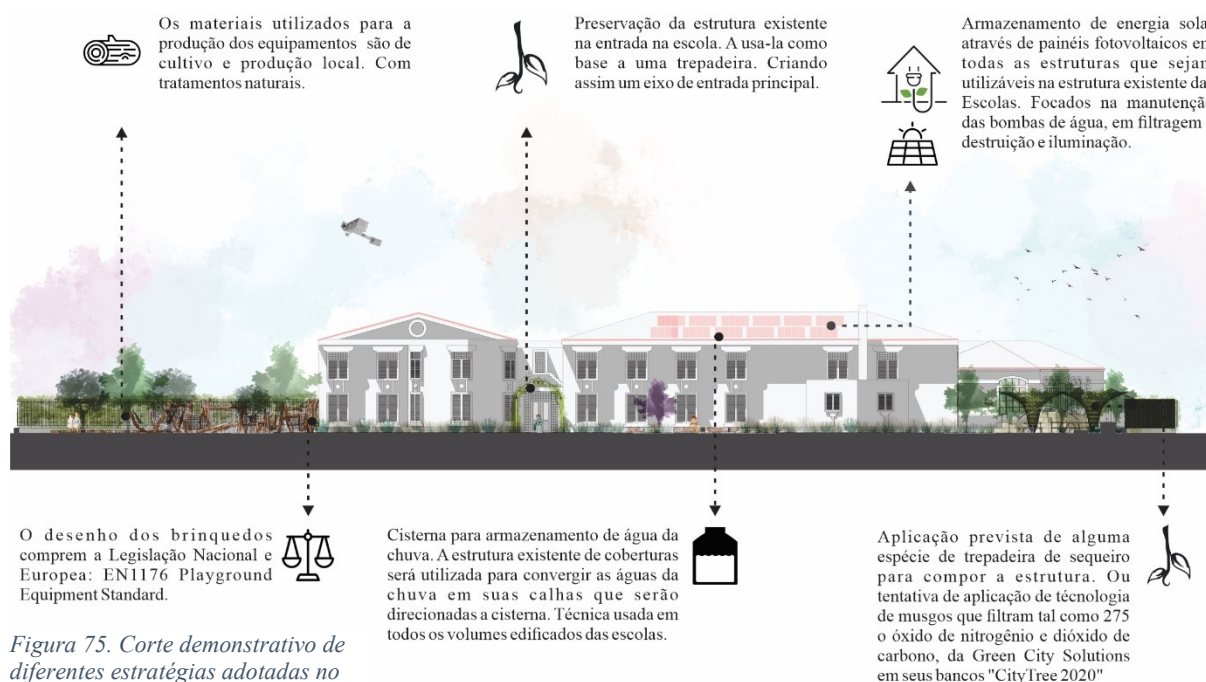 Os materiais utilizados para a
produção dos equipamentos são de
cultivo e produção local. Com
tratamentos naturais.
Preservação da estrutura existente
na entrada na escola. A usa-la como
base a uma trepadeira. Criando
assim um eixo de entrada principal.
Armazenamento de energia sola
através de painéis fotovoltaicos en
todas as estruturas que sejan
utilizáveis na estrutura existente da
Escolas. Focados na manutençã
das bombas de água, em filtragem
destruição e iluminação.
O desenho dos brinquedos
comprem a Legislação Nacional e
Europea: EN1176 Playground
Equipment Standard.
Cisterna para armazenamento de água da
chuva. A estrutura existente de coberturas
será utilizada para convergir as águas da
chuva em suas calhas que serão
direcionadas a cisterna. Técnica usada em
todos os volumes edificados das escolas.
Aplicação prevista de alguma
espécie de trepadeira de sequeiro
para compor a estrutura. Ou
tentativa de aplicação de técnologia
de musgos que filtram tal como 275
o óxido de nitrogênio e dióxido de
carbono, da Green City Solutions
em seus bancos "CityTree 2020"
Figura 75. Corte demonstrativo de
diferentes estratégias adotadas no